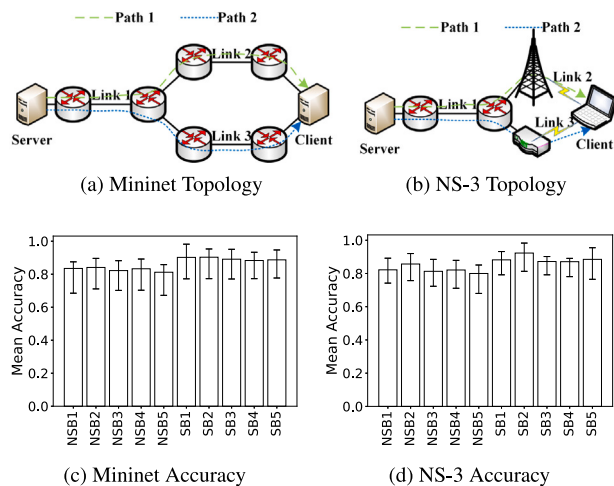 Path 1 Path 2
Link 2
Link 1
Link 3
Server
Client
(a) Mininet Topology
Path 1 Path 2
Link 2
Link 1
Link 3
Server
Client
(b) NS-3 Topology
Mean Accuracy
1.0
0.8
0.6
0.4
0.2
0.0
NSB1
NSB2
NSB3
NSB4
NSB5
SB1
SB2
SB3
SB4
SB5
(c) Mininet Accuracy
Mean Accuracy
1.0
0.8
0.6
0.4
0.2
0.0
NSB1
NSB2
NSB3
NSB4
NSB5
SB1
SB2
SB3
SB4
SB5
(d) NS-3 Accuracy